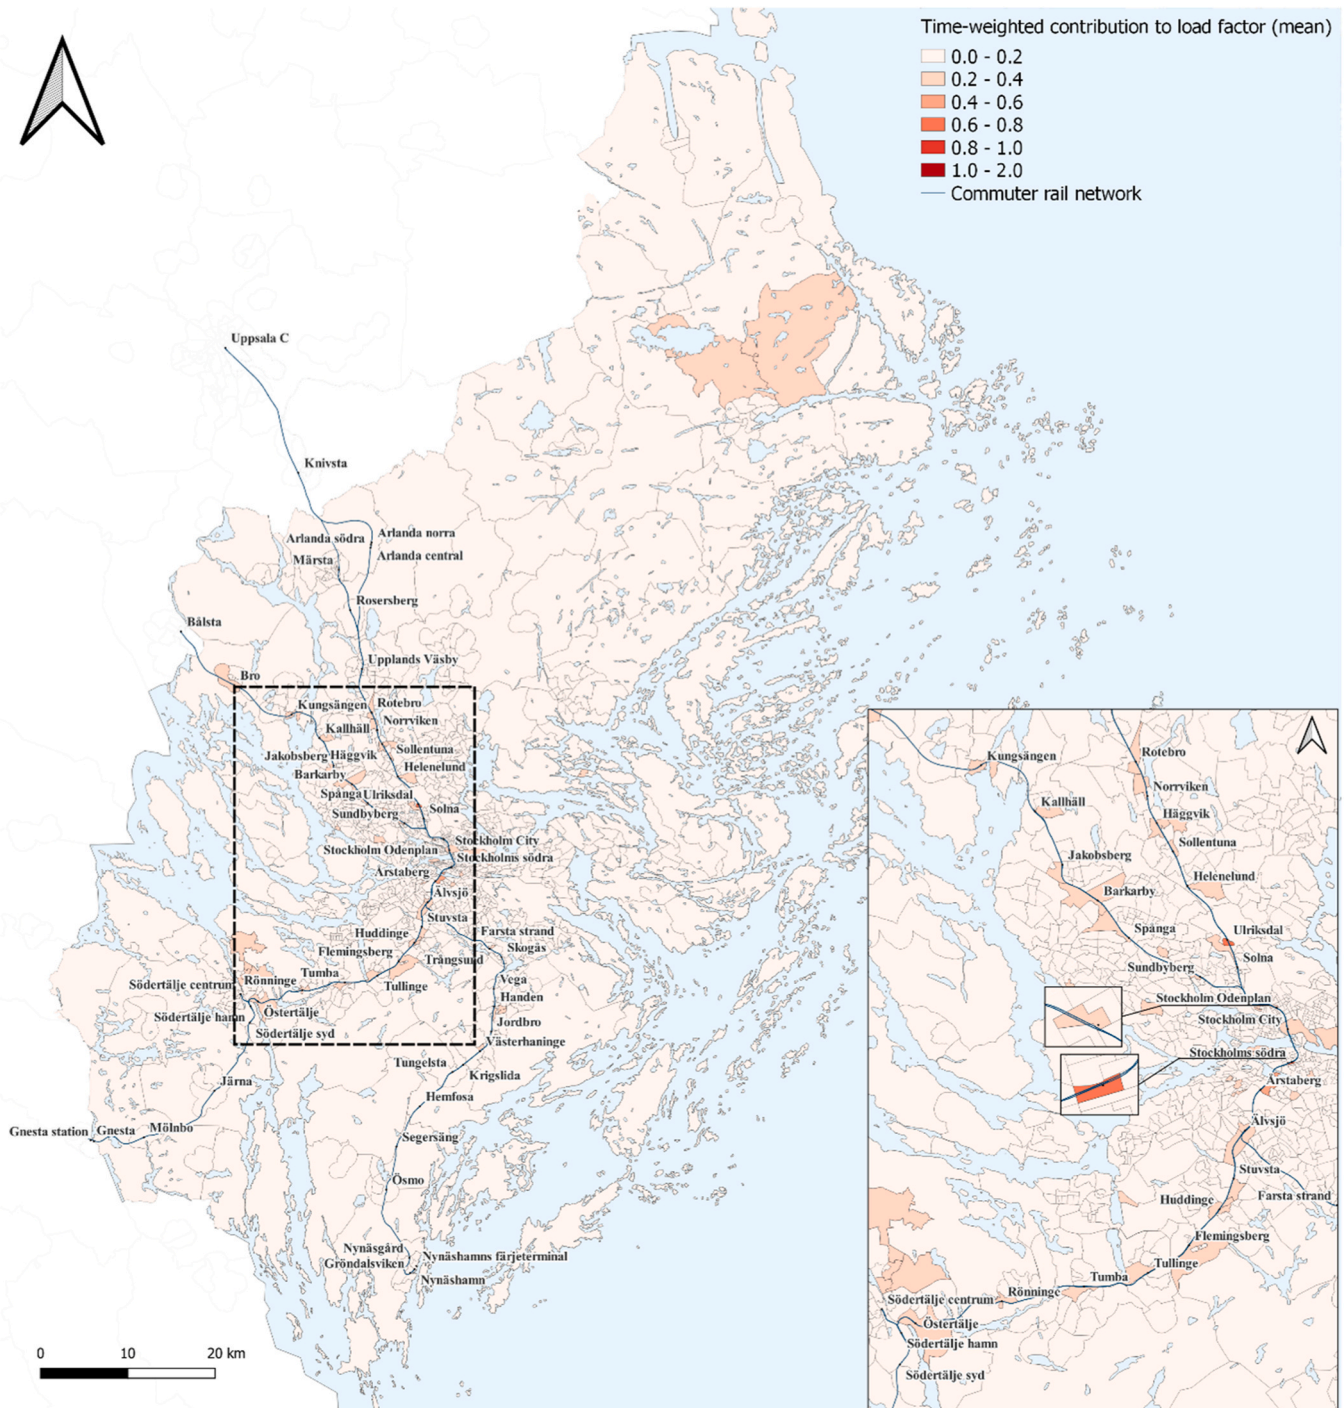 Time-weighted contribution to load factor (mean)
0.0 - 0.2
0.2 - 0.4
0.4 - 0.6
0.6 - 0.8
0.8 - 1.0
1.0 - 2.0
Commuter rail network
Uppsala C
Knivsta
Arlanda södra
Arlanda norra
Märsta
Arlanda central
Rosersberg
Bålsta
Upplands Väsby
Bro
Kungsängen
Rotebro
Norrviken
Kallhäll
Jakobsberg
Häggvik
Sollentuna
Helenelund
Barkarby
Spånga
Ulriksdal
Sundbyberg
Solna
Stockholm City
Stockholm Odenplan
Stockholms södra
Årstaberg
Älvsjö
Stuvsta
Huddinge
Farsta strand
Flemingsberg
Skogås
Trångsund
Södertälje centrum
Rönninge
Tumba
Tullinge
Vega
Handen
Södertälje hamn
Östertälje
Jordbro
Södertälje syd
Västerhaninge
Tungelsta
Krigslida
Järna
Hemfosa
Gnesta station
Gnesta
Mölnbo
Segersäng
Ösmo
Nynäsgård
Gröndalsviken
Nynäshamns färjeterminal
Nynäshamn
0
10
20 km
Kungsängen
Rotebro
Norrviken
Kallhäll
Häggvik
Sollentuna
Jakobsberg
Helenelund
Barkarby
Spånga
Ulriksdal
Solna
Sundbyberg
Stockholm Odenplan
Stockholm City
Stockholms södra
Årstaberg
Älvsjö
Stuvsta
Huddinge
Farsta strand
Flemingsberg
Tullinge
Tumba
Rönninge
Södertälje centrum
Östertälje
Södertälje hamn
Södertälje syd